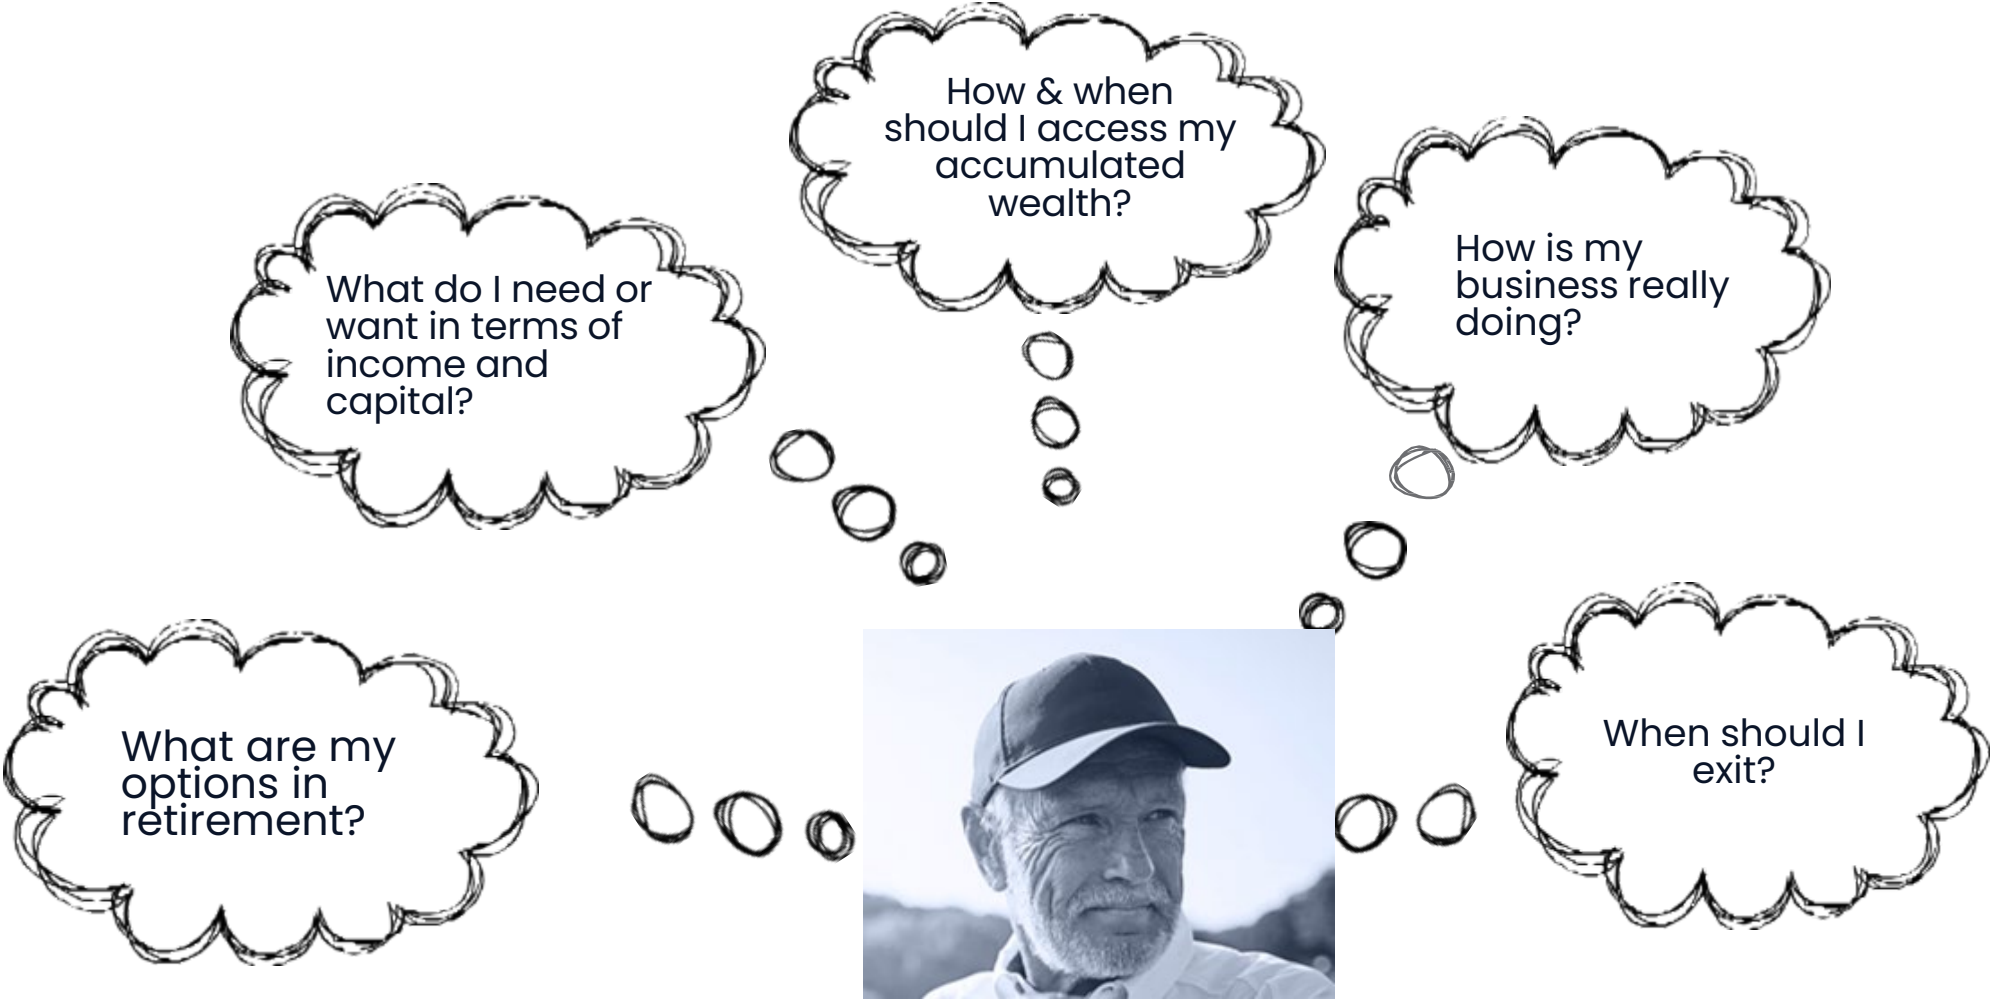 How & when
should I access my
accumulated
wealth?
How is my
business really
doing?
What do I need or
want in terms of
income and
capital?
What are my
options in
retirement?
When should I
exit?